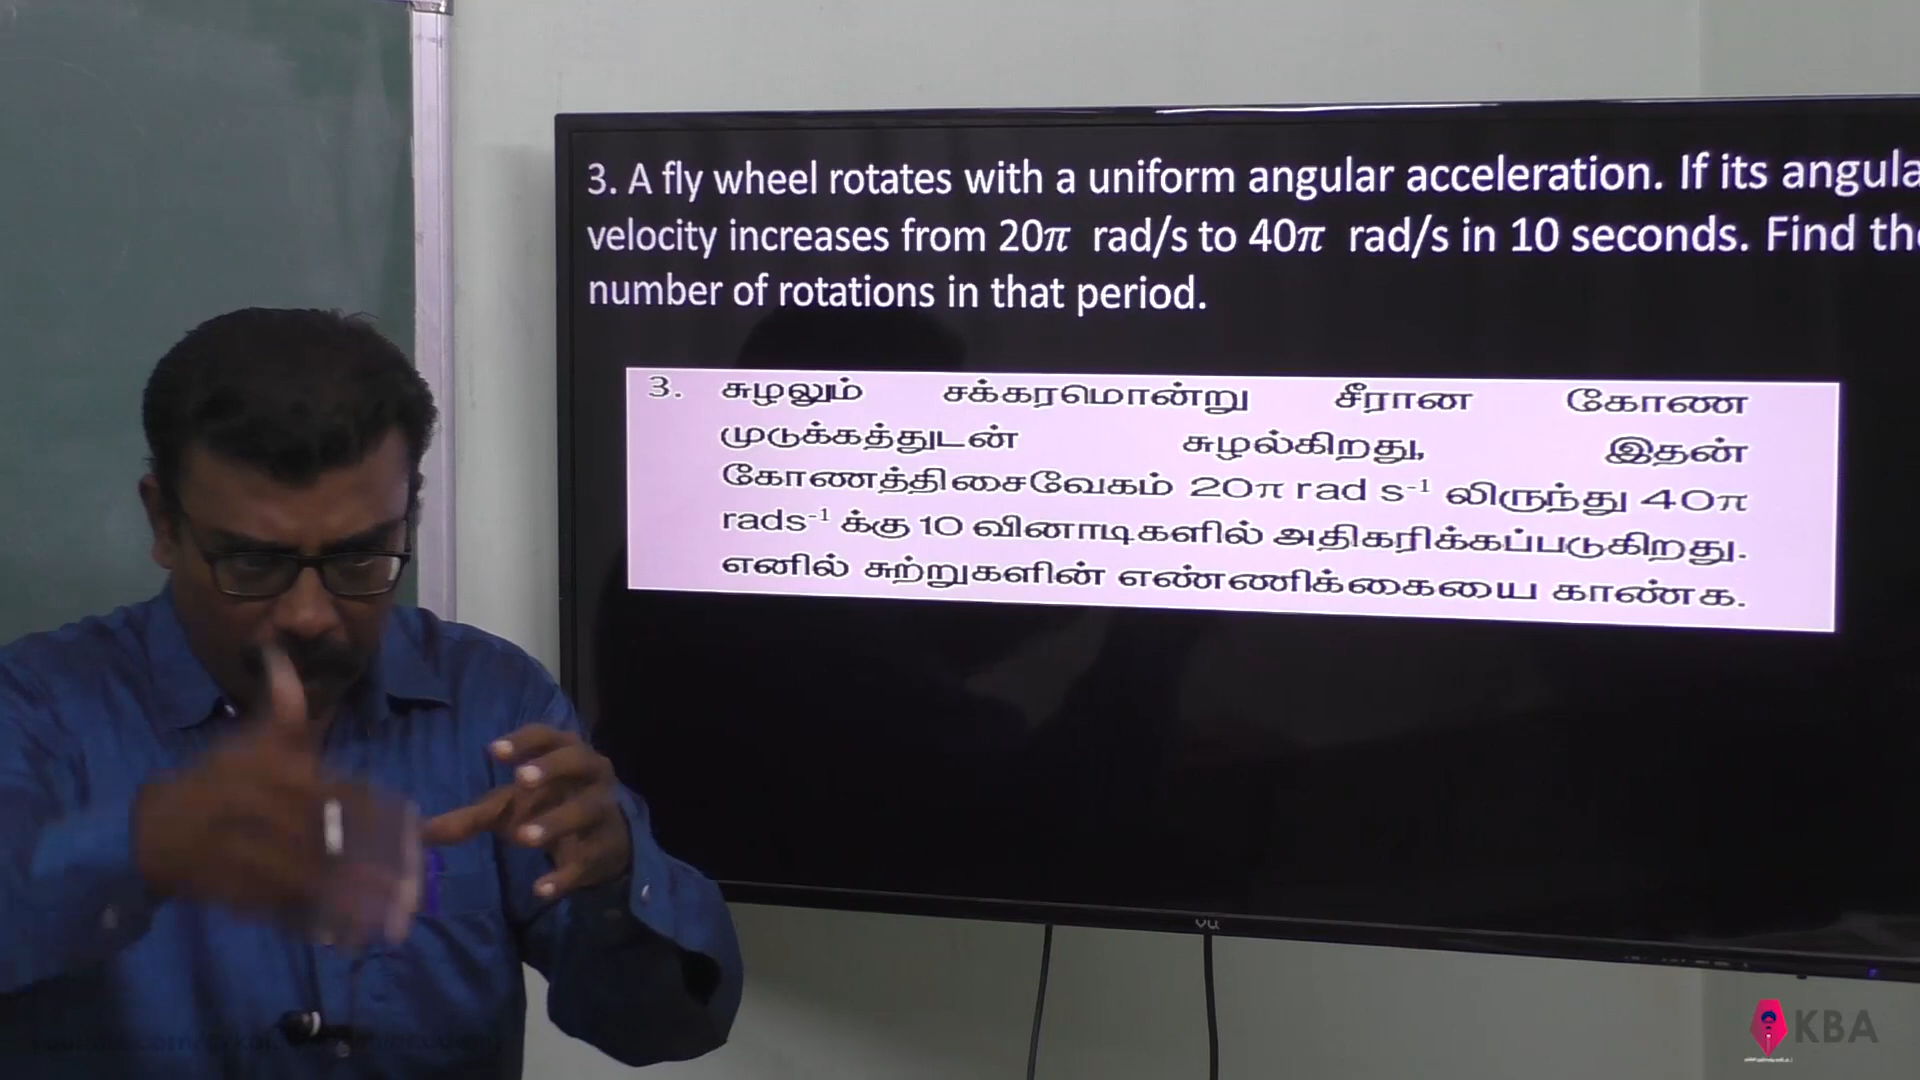 3. A fly wheel rotates with a uniform angular acceleration. If its angula
velocity increases from 20π rad/s to 40π rad/s in 10 seconds. Find the
number of rotations in that period.
3. சுழலும் சக்கரமொன்று சீரான கோண
முடுக்கத்துடன் சுழல்கிறது, இதன்
கோணத்திசைவேகம் 20π rad s⁻¹ லிருந்து 40π
rads⁻¹ க்கு 10 வினாடிகளில் அதிகரிக்கப்படுகிறது.
எனில் சுற்றுகளின் எண்ணிக்கையை காண்க.
VU
KBA